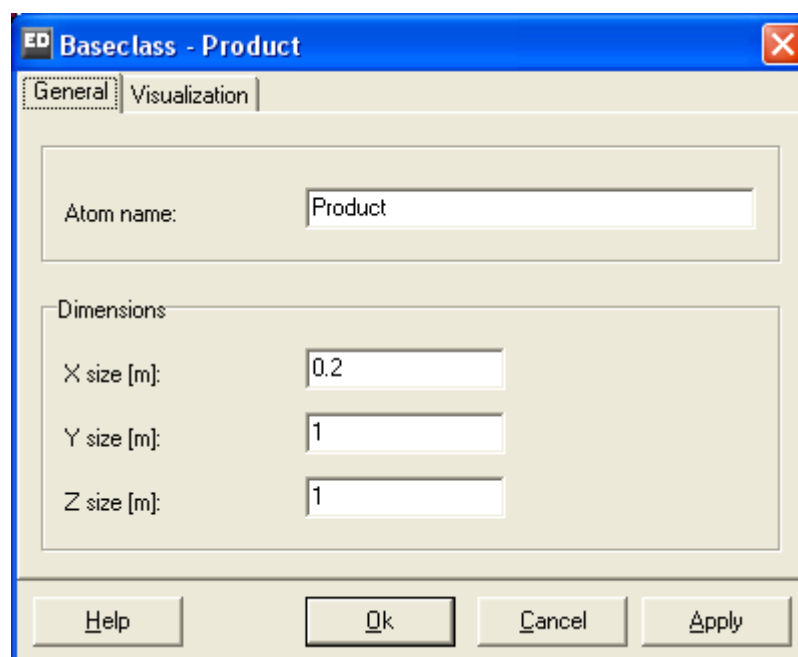 ED Baseclass - Product
General Visualization
Atom name: Product
Dimensions
X size [m]: 0.2
Y size [m]: 1
Z size [m]: 1
Help Ok Cancel Apply